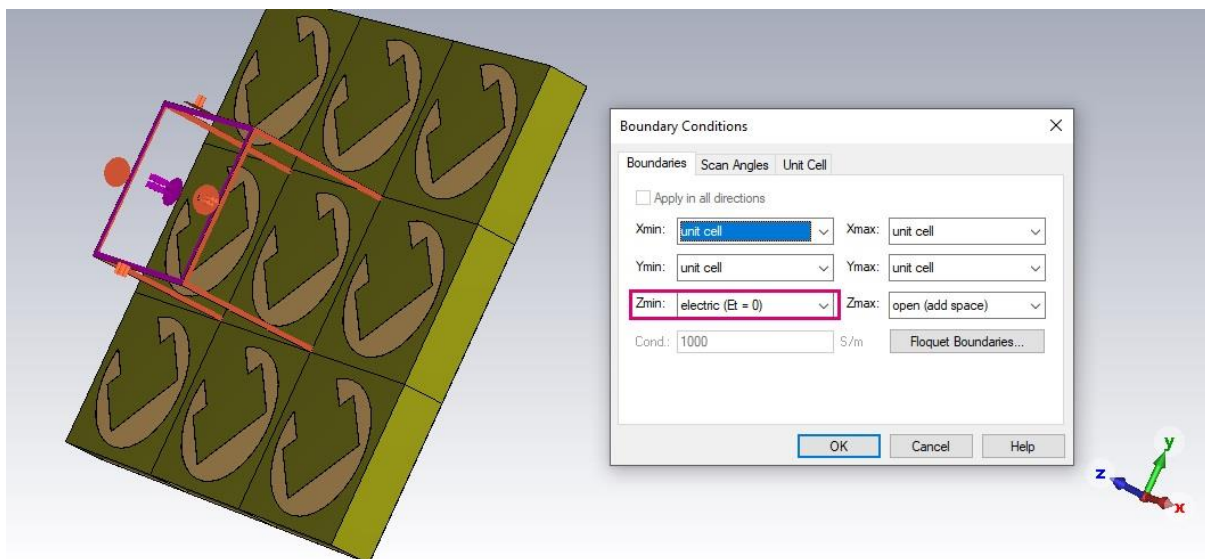 Boundary Conditions
Boundaries Scan Angles Unit Cell
Apply in all directions
Xmin: unit cell Xmax: unit cell
Ymin: unit cell Ymax: unit cell
Zmin: electric (Et = 0) Zmax: open (add space)
Cond.: 1000 S/m Floquet Boundaries...
OK Cancel Help
y
z
x